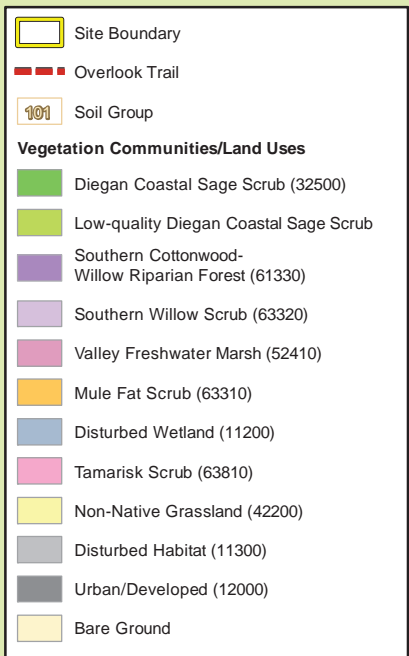 Site Boundary
Overlook Trail
101 Soil Group
Vegetation Communities/Land Uses
Diegan Coastal Sage Scrub (32500)
Low-quality Diegan Coastal Sage Scrub
Southern Cottonwood-
Willow Riparian Forest (61330)
Southern Willow Scrub (63320)
Valley Freshwater Marsh (52410)
Mule Fat Scrub (63310)
Disturbed Wetland (11200)
Tamarisk Scrub (63810)
Non-Native Grassland (42200)
Disturbed Habitat (11300)
Urban/Developed (12000)
Bare Ground